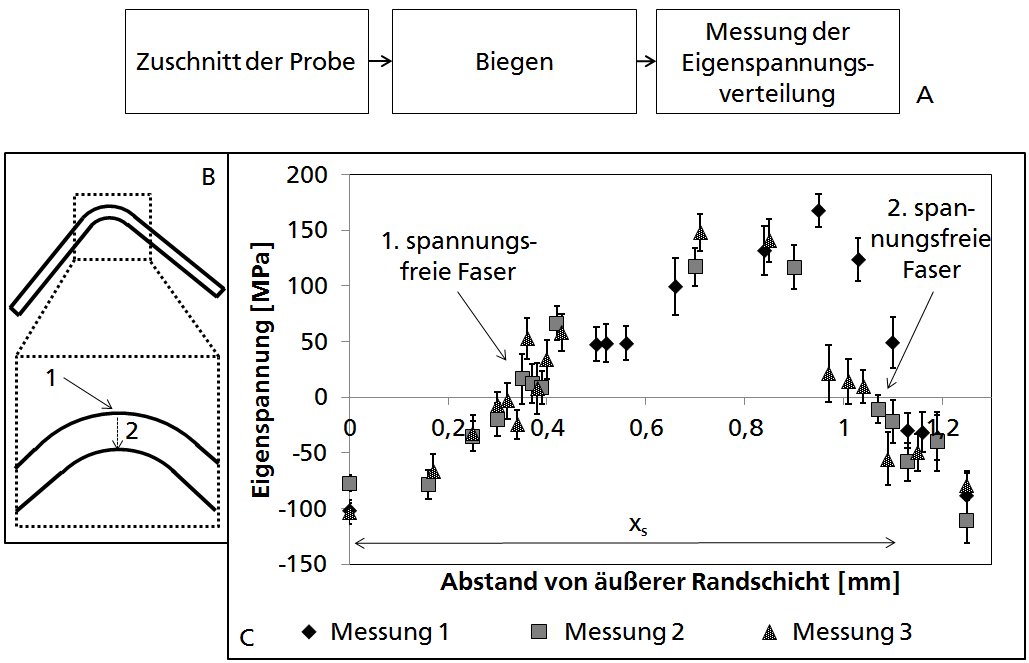 Zuschnitt der Probe
Biegen
Messung der
Eigenspannungs-
verteilung
A
B
1
2
200
150
100
50
0
-50
-100
-150
Eigenspannung [MPa]
1. spannungs-
freie Faser
2. span-
nungsfreie
Faser
0
0,2
0,4
0,6
0,8
1
1,2
xs
Abstand von äußerer Randschicht [mm]
C
Messung 1
Messung 2
Messung 3